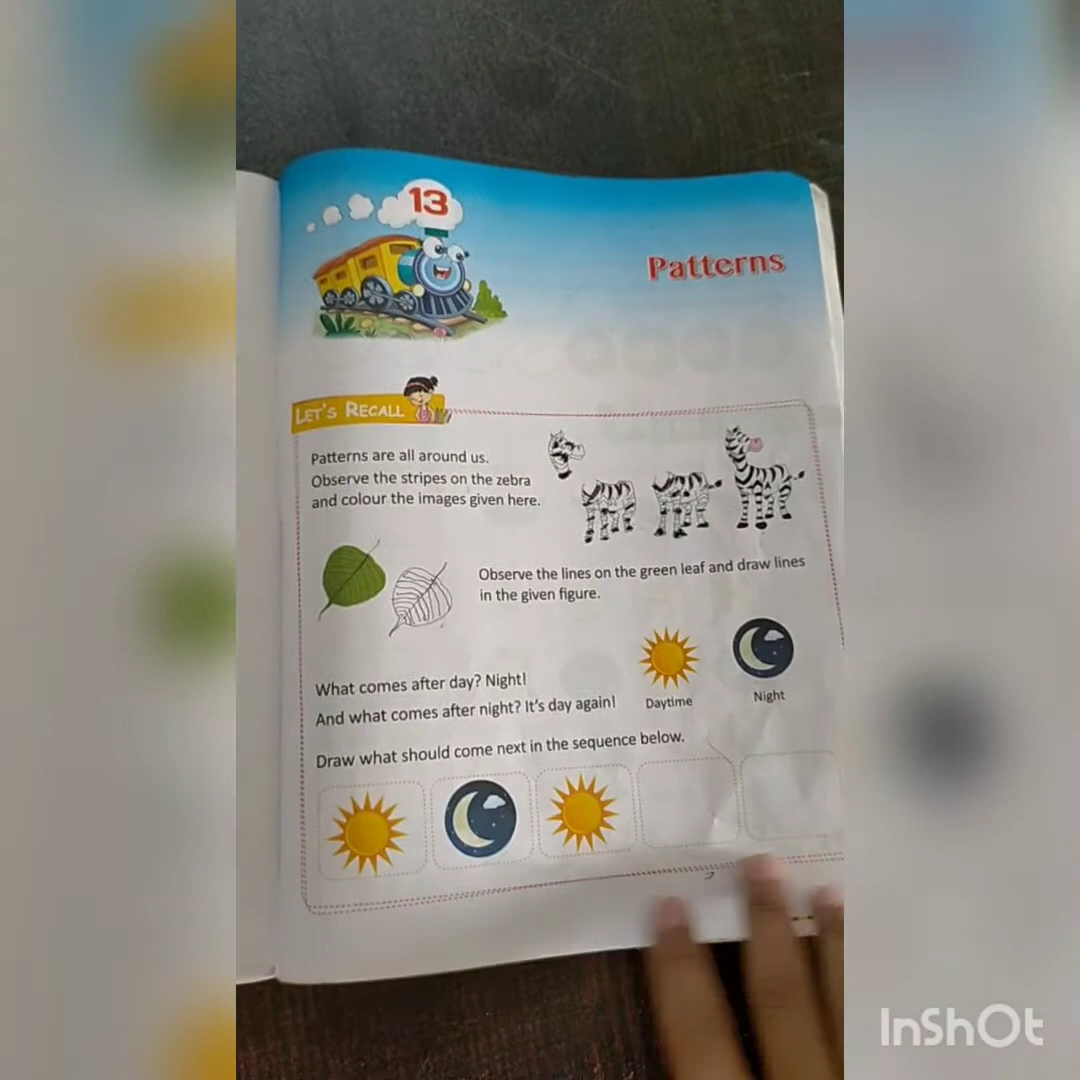 13
Patterns
LET'S RECALL
Patterns are all around us.
Observe the stripes on the zebra
and colour the images given here.
Observe the lines on the green leaf and draw lines
in the given figure.
What comes after day? Night!
And what comes after night? It's day again!
Daytime
Night
Draw what should come next in the sequence below.
InShOt